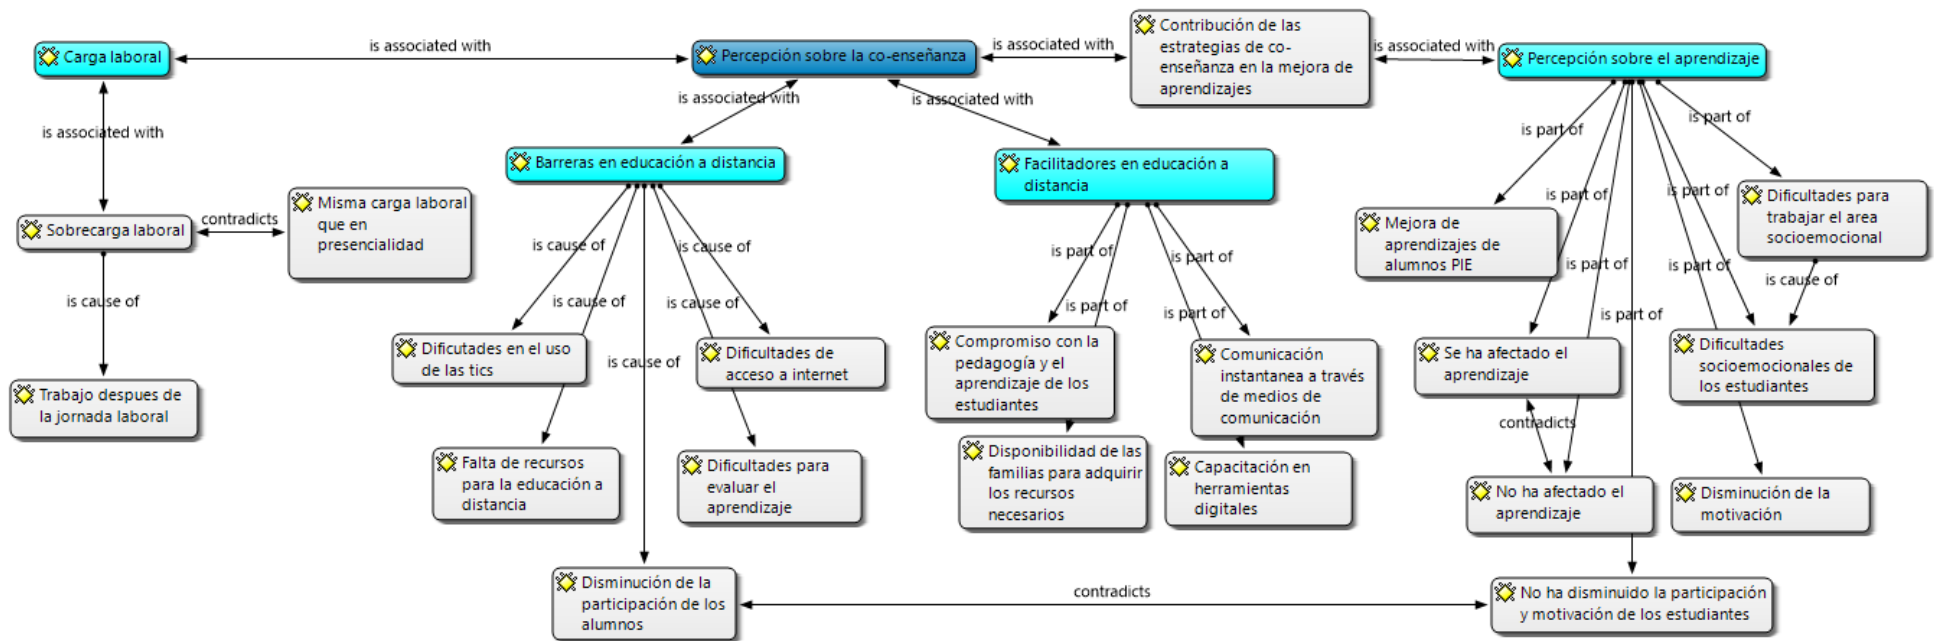 Contribución de las
estrategias de co-
enseñanza en la mejora de
aprendizajes
is associated with
is associated with
is associated with
Carga laboral
Percepción sobre la co-enseñanza
Percepción sobre el aprendizaje
is associated with
is associated with
is associated with
is part of
is part of
Barreras en educación a distancia
Facilitadores en educación a
distancia
Misma carga laboral
que en
presencialidad
contradicts
Sobrecarga laboral
is part of
is part of
Dificultades para
trabajar el area
socioemocional
Mejora de
aprendizajes de
alumnos PIE
is cause of
is cause of
is part of
is part of
is part of
is part of
is cause of
is cause of
is cause of
is cause of
is part of
is part of
Dificutades en el uso
de las tics
is cause of
Dificultades de
acceso a internet
Compromiso con la
pedagogía y el
aprendizaje de los
estudiantes
Comunicación
instantanea a través
de medios de
comunicación
Se ha afectado el
aprendizaje
Dificultades
socioemocionales de
los estudiantes
Trabajo despues de
la jornada laboral
contradicts
Falta de recursos
para la educación a
distancia
Dificultades para
evaluar el
aprendizaje
Disponibilidad de las
familias para adquirir
los recursos
necesarios
Capacitación en
herramientas
digitales
No ha afectado el
aprendizaje
Disminución de la
motivación
Disminución de la
participación de los
alumnos
contradicts
No ha disminuido la participación
y motivación de los estudiantes